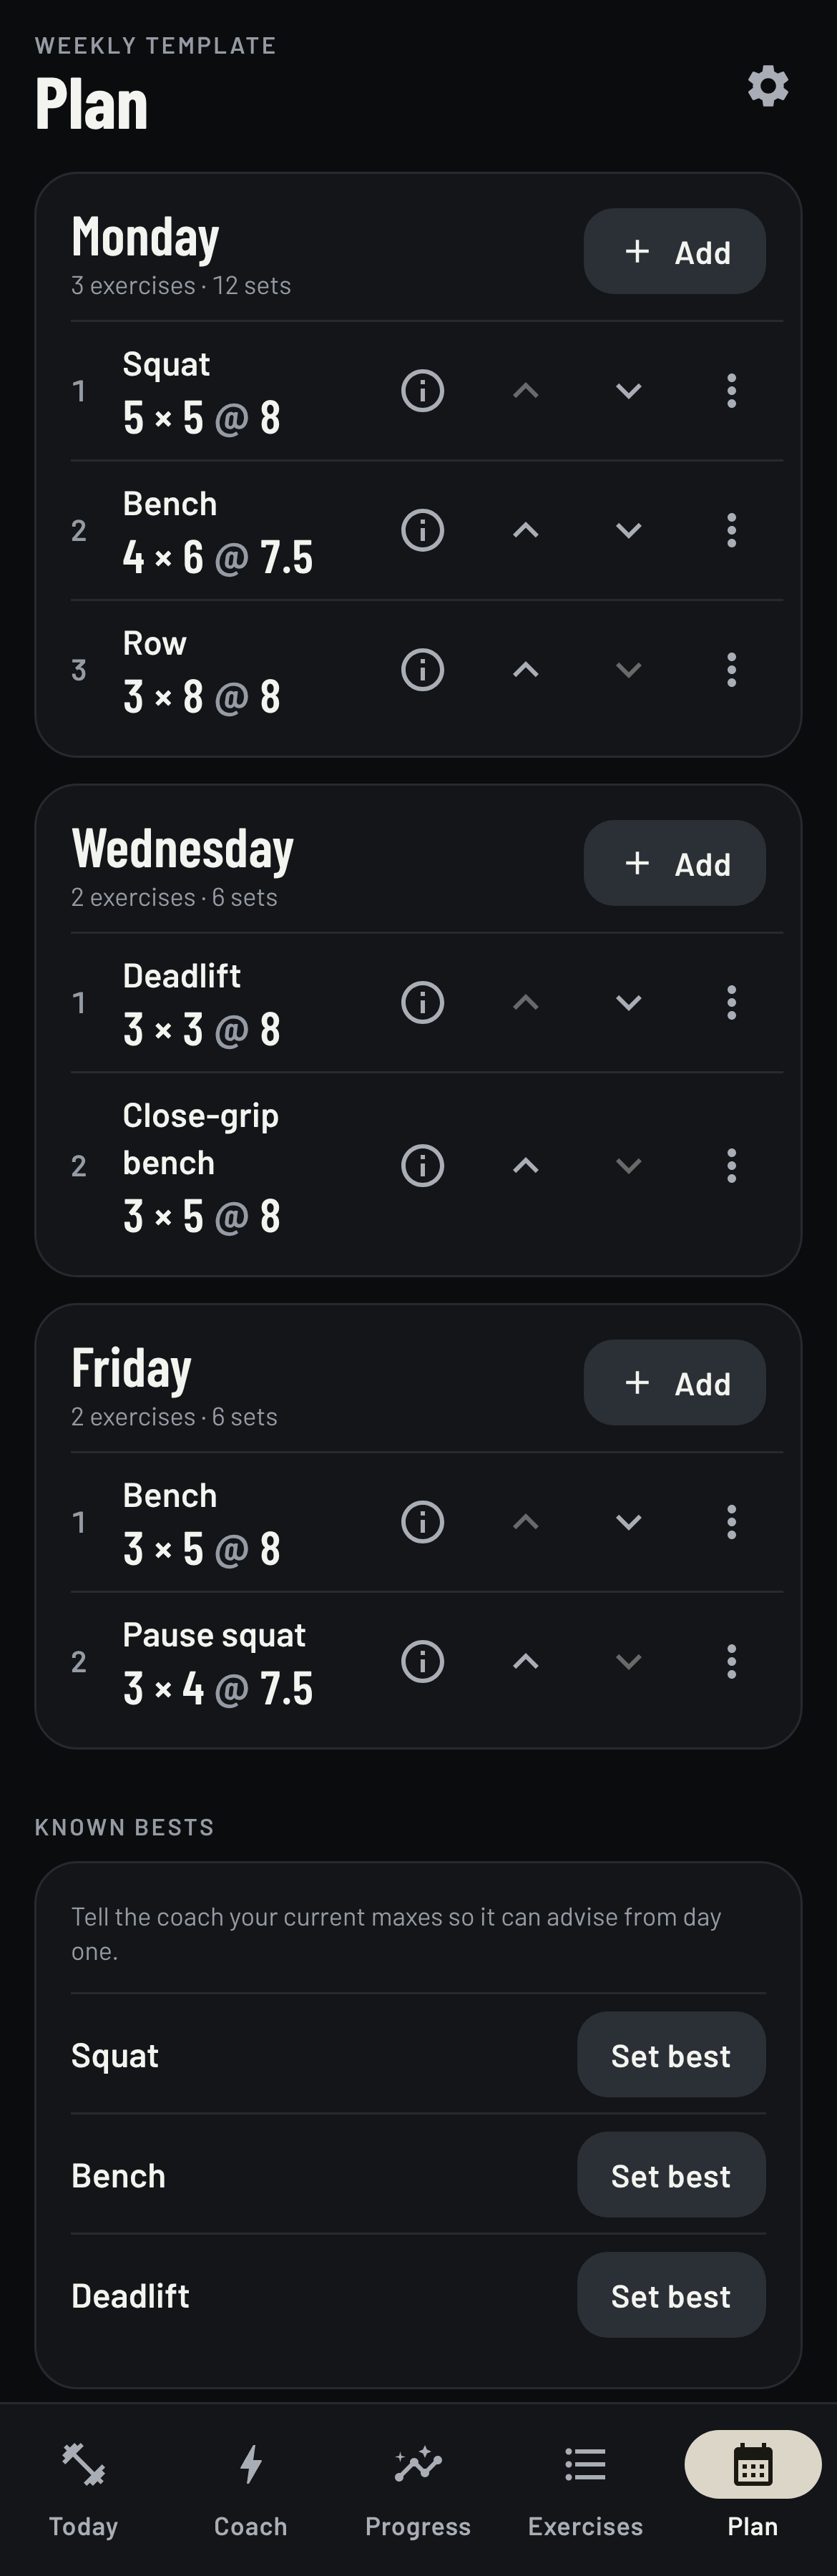 WEEKLY TEMPLATE
Plan
Monday
3 exercises · 12 sets
+ Add
1
Squat
5 × 5 @ 8
2
Bench
4 × 6 @ 7.5
3
Row
3 × 8 @ 8
Wednesday
2 exercises · 6 sets
+ Add
1
Deadlift
3 × 3 @ 8
2
Close-grip
bench
3 × 5 @ 8
Friday
2 exercises · 6 sets
+ Add
1
Bench
3 × 5 @ 8
2
Pause squat
3 × 4 @ 7.5
KNOWN BESTS
Tell the coach your current maxes so it can advise from day
one.
Squat
Set best
Bench
Set best
Deadlift
Set best
Today
Coach
Progress
Exercises
Plan